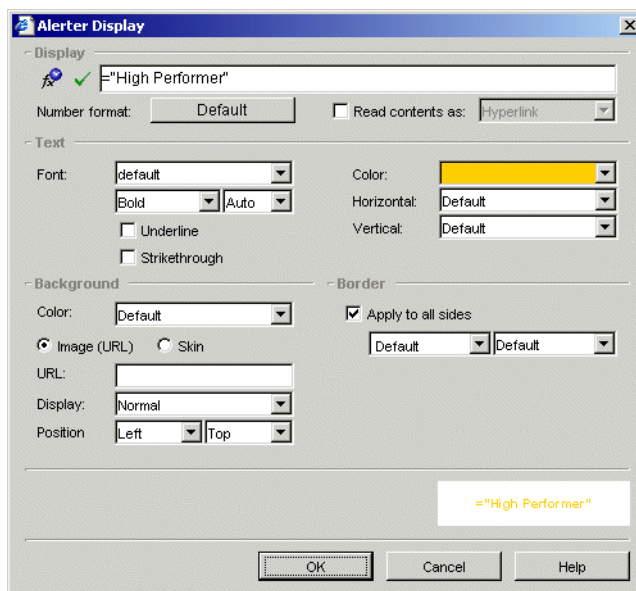 Alerter Display
Display
="High Performer"
Number format: Default Read contents as: Hyperlink
Text
Font: default Color:
Bold Auto Horizontal: Default
Underline Vertical: Default
Strikethrough
Background Border
Color: Default Apply to all sides
Image (URL) Skin Default Default
URL:
Display: Normal
Position Left Top
="High Performer"
OK Cancel Help